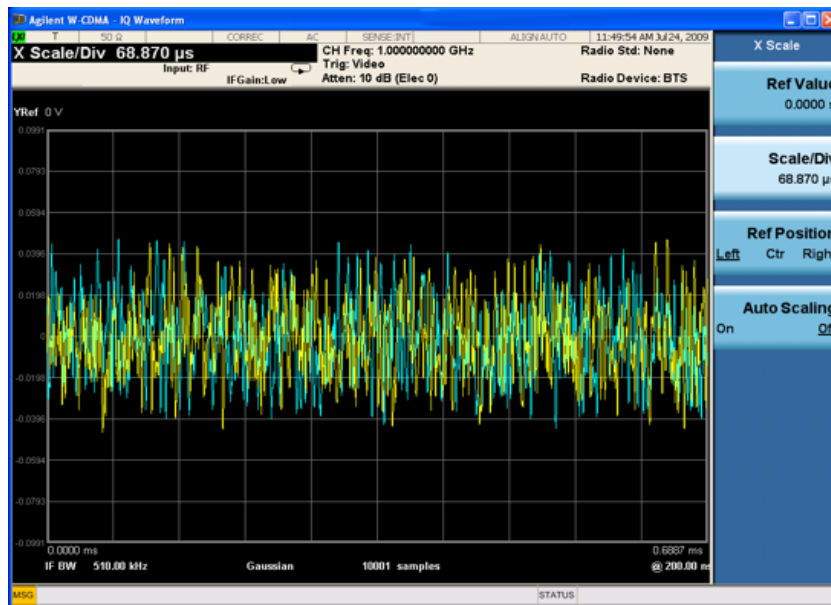 Agilent W-CDMA - IQ Waveform
T 50 Ω CORREC AC SENSE:INT ALIGN AUTO 11:49:54 AM Jul 24, 2009
X Scale/Div 68.870 µs
Input: RF
IFGain:Low
CH Freq: 1.000000000 GHz
Trig: Video
Atten: 10 dB (Elec 0)
Radio Std: None
Radio Device: BTS
YRef 0 V
0.0991
0.0793
0.0594
0.0396
0.0198
0
-0.0198
-0.0396
-0.0594
-0.0793
-0.0991
0.0000 ms 0.6887 ms
IF BW 510.00 kHz Gaussian 10001 samples @ 200.00
X Scale
Ref Value
0.0000
Scale/Div
68.870
Ref Position
Left Ctr Righ
Auto Scaling
On
MSG STATUS